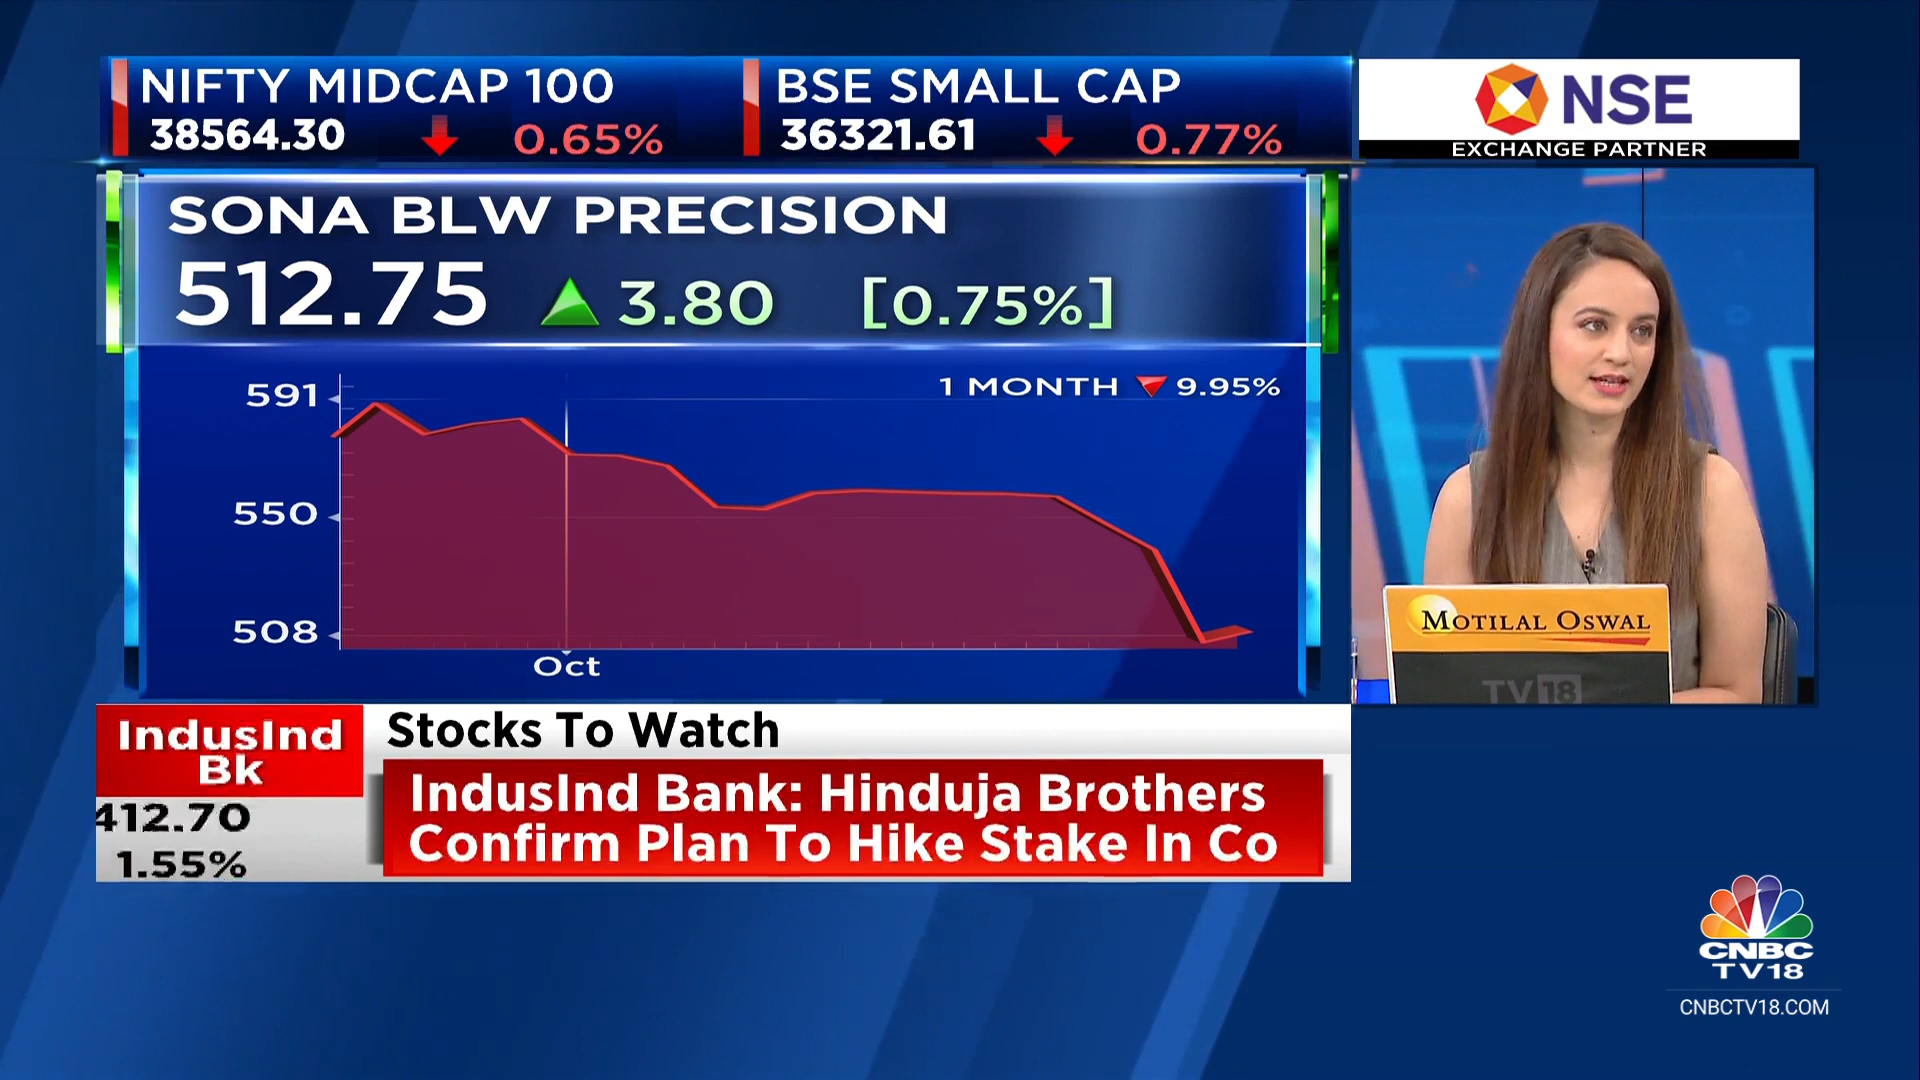 NIFTY MIDCAP 100
38564.30 0.65%
BSE SMALL CAP
36321.61 0.77%
NSE
EXCHANGE PARTNER
SONA BLW PRECISION
512.75 3.80 [0.75%]
1 MONTH 9.95%
591
550
508
Oct
MOTILAL OSWAL
TV18
IndusInd
Bk
412.70
1.55%
Stocks To Watch
IndusInd Bank: Hinduja Brothers
Confirm Plan To Hike Stake In Co
CNBC
TV18
CNBCTV18.COM